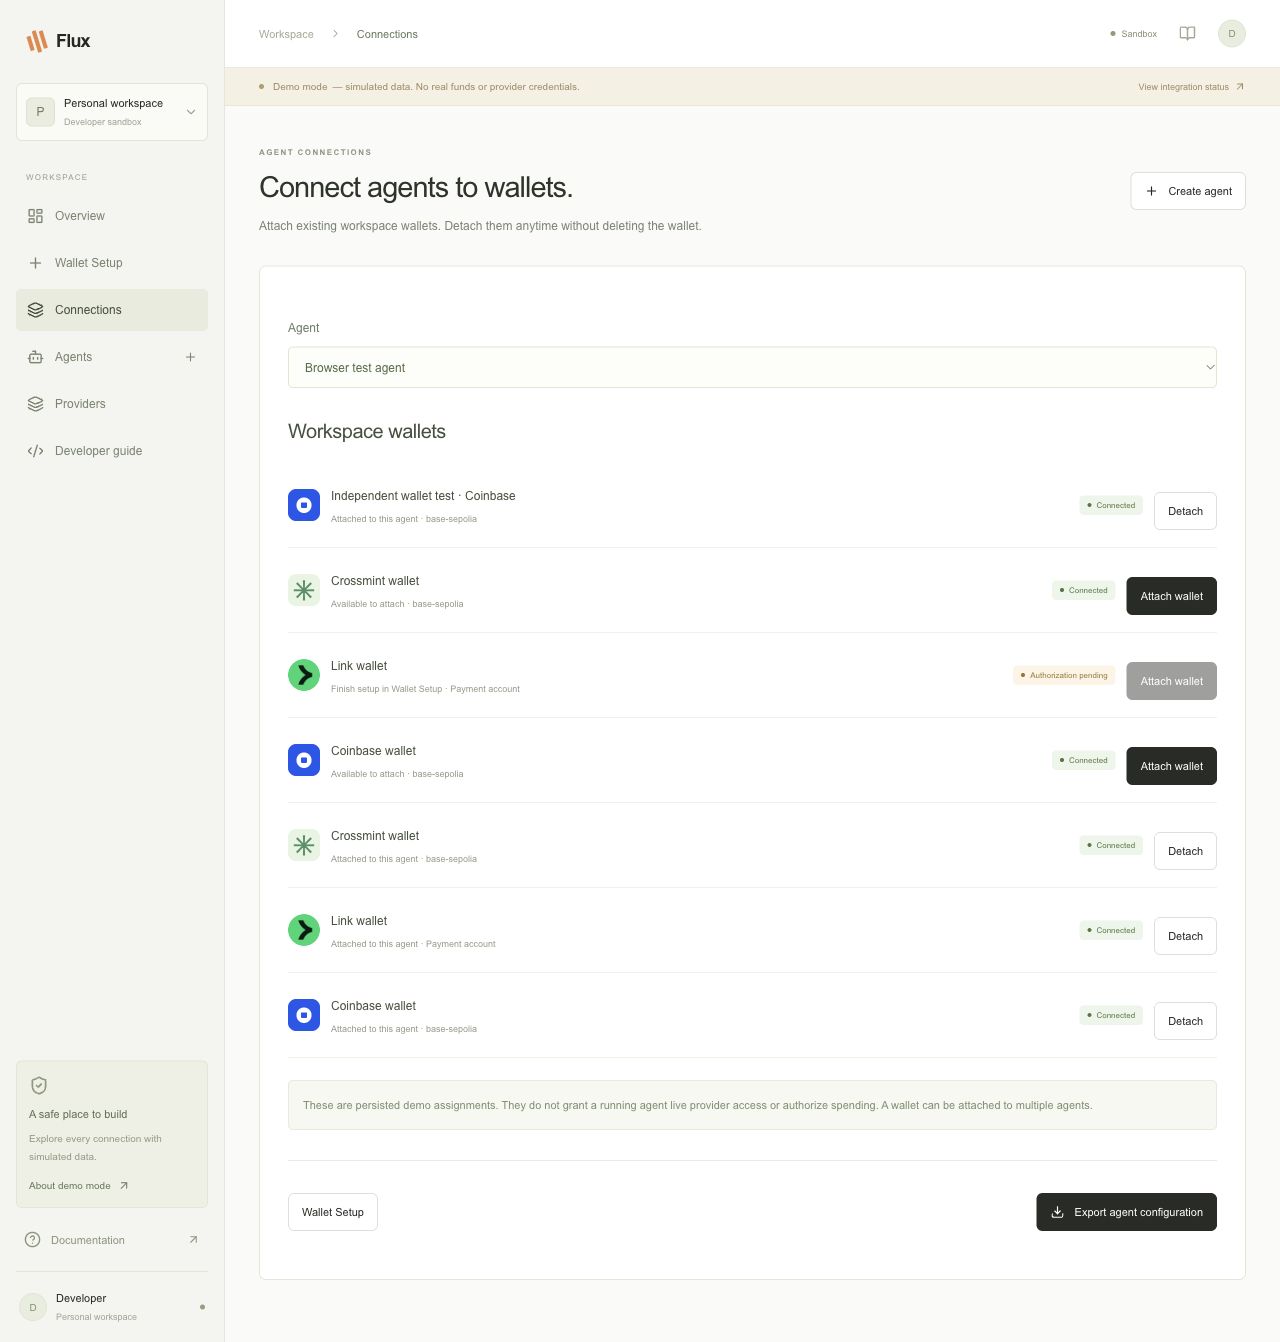 Flux
P
Personal workspace
Developer sandbox
WORKSPACE
Overview
Wallet Setup
Connections
Agents
Providers
Developer guide
A safe place to build
Explore every connection with
simulated data.
About demo mode
Documentation
D
Developer
Personal workspace
Workspace
Connections
Sandbox
D
Demo mode — simulated data. No real funds or provider credentials.
View integration status
AGENT CONNECTIONS
Connect agents to wallets.
Create agent
Attach existing workspace wallets. Detach them anytime without deleting the wallet.
Agent
Browser test agent
Workspace wallets
Independent wallet test · Coinbase
Attached to this agent · base-sepolia
Connected
Detach
Crossmint wallet
Available to attach · base-sepolia
Connected
Attach wallet
Link wallet
Finish setup in Wallet Setup · Payment account
Authorization pending
Attach wallet
Coinbase wallet
Available to attach · base-sepolia
Connected
Attach wallet
Crossmint wallet
Attached to this agent · base-sepolia
Connected
Detach
Link wallet
Attached to this agent · Payment account
Connected
Detach
Coinbase wallet
Attached to this agent · base-sepolia
Connected
Detach
These are persisted demo assignments. They do not grant a running agent live provider access or authorize spending. A wallet can be attached to multiple agents.
Wallet Setup
Export agent configuration